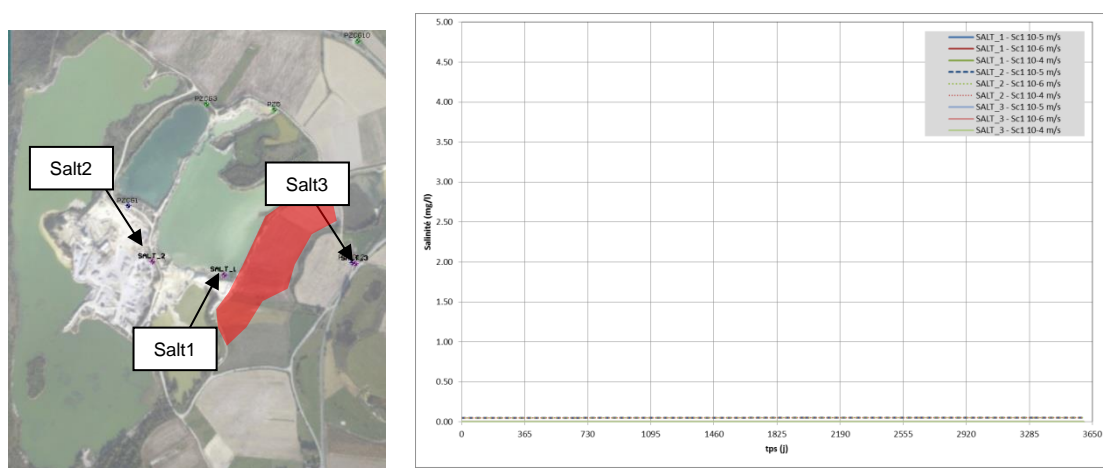 PZCG10
PZCG3
PZ6
Salt2
Salt3
PZCG1
SALT_2
SALT_1
Salt1
5.00
4.50
4.00
3.50
3.00
2.50
2.00
1.50
1.00
0.50
0.00
Salinité (mg/l)
SALT_1 - Sc1 10-5 m/s
SALT_1 - Sc1 10-6 m/s
SALT_1 - Sc1 10-4 m/s
SALT_2 - Sc1 10-5 m/s
SALT_2 - Sc1 10-6 m/s
SALT_2 - Sc1 10-4 m/s
SALT_3 - Sc1 10-5 m/s
SALT_3 - Sc1 10-6 m/s
SALT_3 - Sc1 10-4 m/s
0 365 730 1095 1460 1825 2190 2555 2920 3285 3650
tps (j)